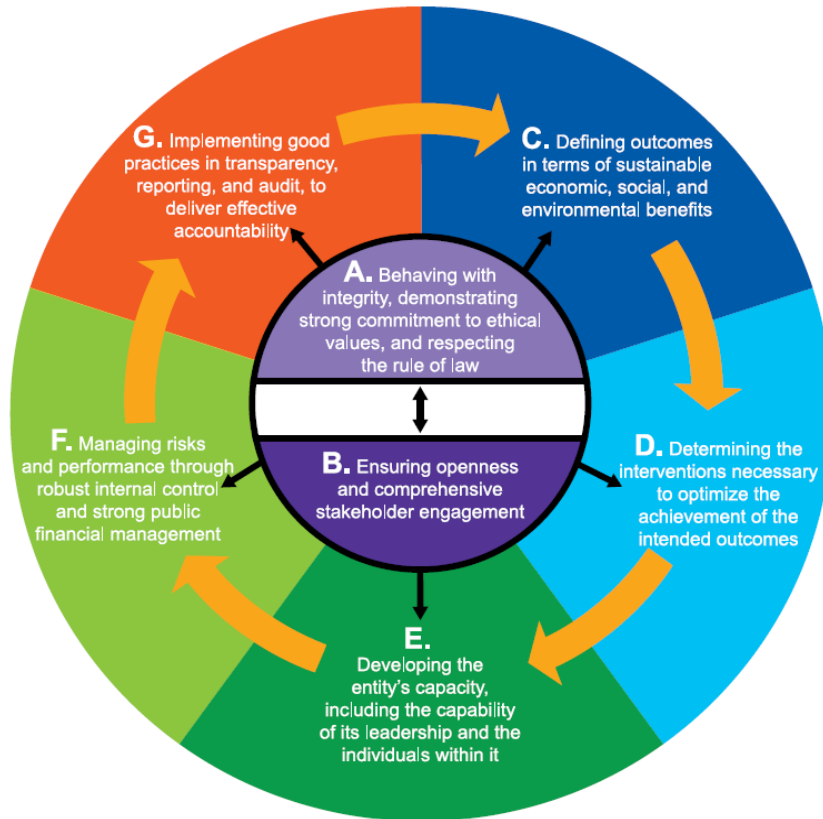 G. Implementing good
practices in transparency,
reporting, and audit, to
deliver effective
accountability
C. Defining outcomes
in terms of sustainable
economic, social, and
environmental benefits
A. Behaving with
integrity, demonstrating
strong commitment to ethical
values, and respecting
the rule of law
F. Managing risks
and performance through
robust internal control
and strong public
financial management
B. Ensuring openness
and comprehensive
stakeholder engagement
D. Determining the
interventions necessary
to optimize the
achievement of the
intended outcomes
E.
Developing the
entity's capacity,
including the capability
of its leadership and the
individuals within it